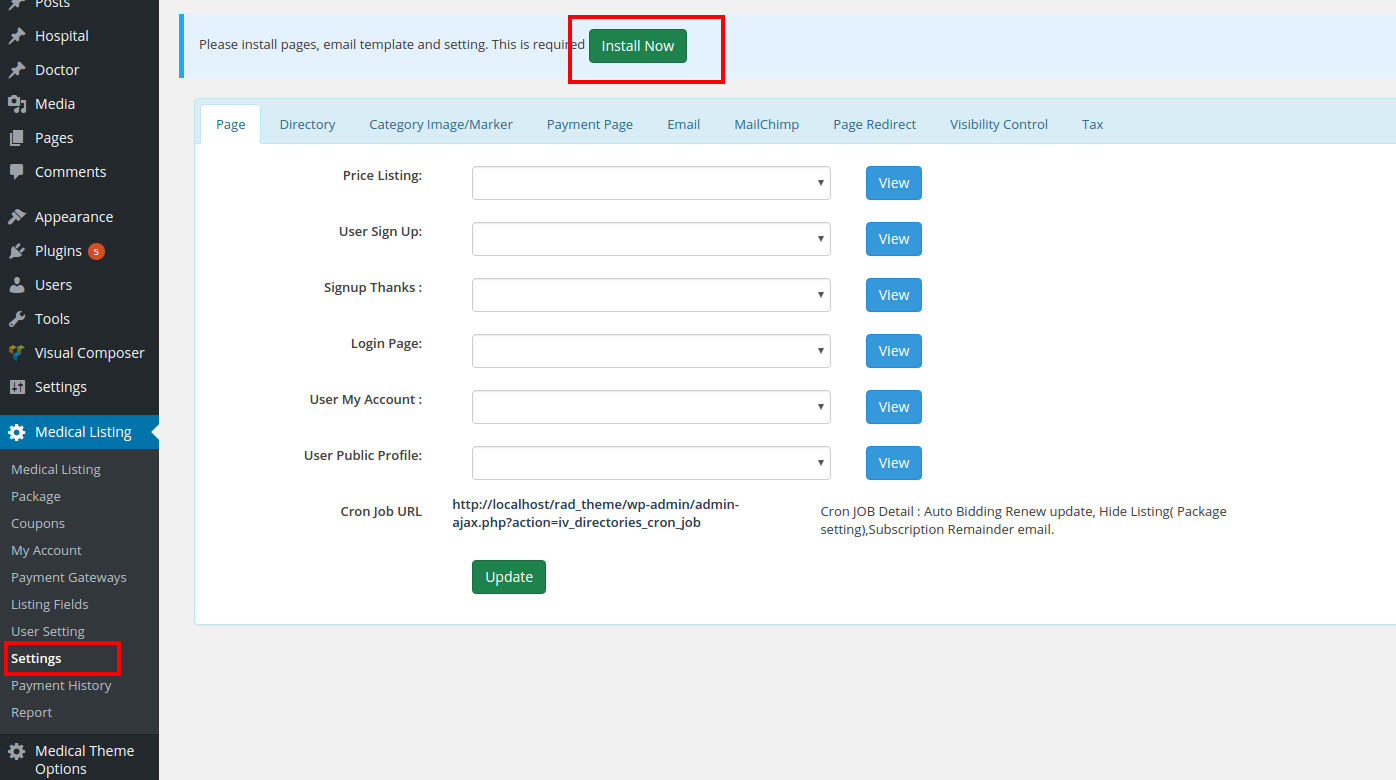 Posts
Hospital
Doctor
Media
Pages
Comments
Appearance
Plugins 5
Users
Tools
Visual Composer
Settings
Medical Listing
Medical Listing
Package
Coupons
My Account
Payment Gateways
Listing Fields
User Setting
Settings
Payment History
Report
Medical Theme
Options
Please install pages, email template and setting. This is required Install Now
Page Directory Category Image/Marker Payment Page Email MailChimp Page Redirect Visibility Control Tax
Price Listing: View
User Sign Up: View
Signup Thanks : View
Login Page: View
User My Account : View
User Public Profile: View
Cron Job URL
http://localhost/rad_theme/wp-admin/admin-
ajax.php?action=iv_directories_cron_job
Cron JOB Detail : Auto Bidding Renew update, Hide Listing( Package
setting),Subscription Remainder email.
Update